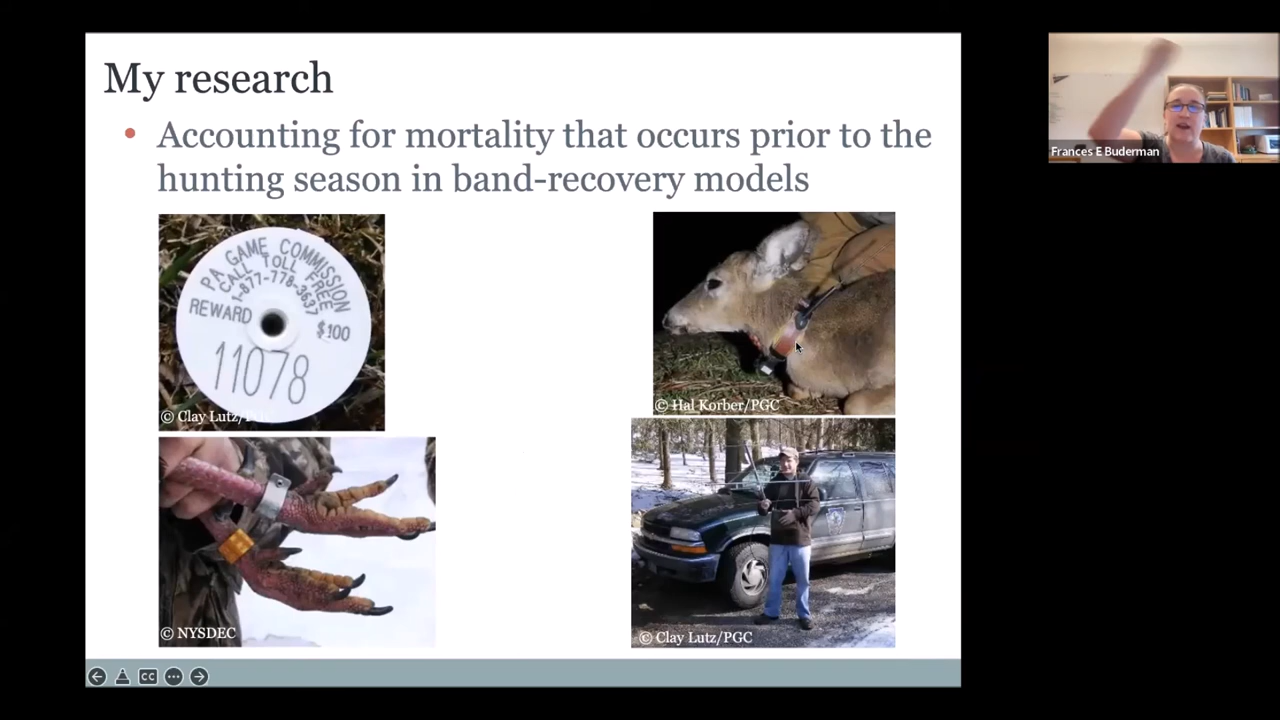 My research
Accounting for mortality that occurs prior to the
hunting season in band-recovery models
PA GAME COMMISSION
CALL TOLL FREE
1-877-778-3637
REWARD
$100
11078
© Clay Lutz/
© Hal Korber/PGC
© NYSDEC
© Clay Lutz/PGC
CC
Frances E Buderman